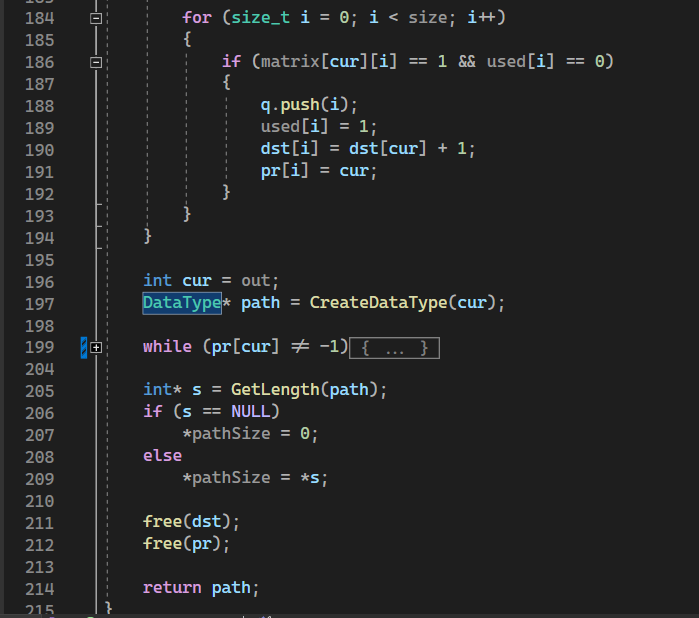 184 for (size_t i = 0; i < size; i++)
185 {
186 if (matrix[cur][i] == 1 && used[i] == 0)
187 {
188 q.push(i);
189 used[i] = 1;
190 dst[i] = dst[cur] + 1;
191 pr[i] = cur;
192 }
193 }
194 }
195
196 int cur = out;
197 DataType* path = CreateDataType(cur);
198
199 while (pr[cur] != -1){ ... }
204
205 int* s = GetLength(path);
206 if (s == NULL)
207 *pathSize = 0;
208 else
209 *pathSize = *s;
210
211 free(dst);
212 free(pr);
213
214 return path;
215 }